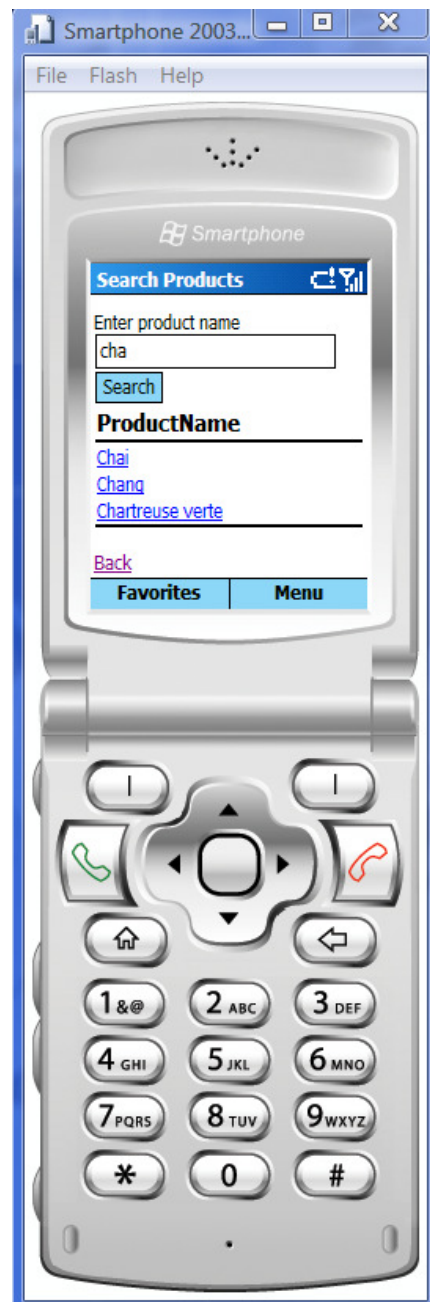 Smartphone 2003...
File Flash Help
Smartphone
Search Products
Enter product name
cha
Search
ProductName
Chai
Chang
Chartreuse verte
Back
Favorites Menu
1 &@ 2 ABC 3 DEF
4 GHI 5 JKL 6 MNO
7 PQRS 8 TUV 9 WXYZ
* 0 #